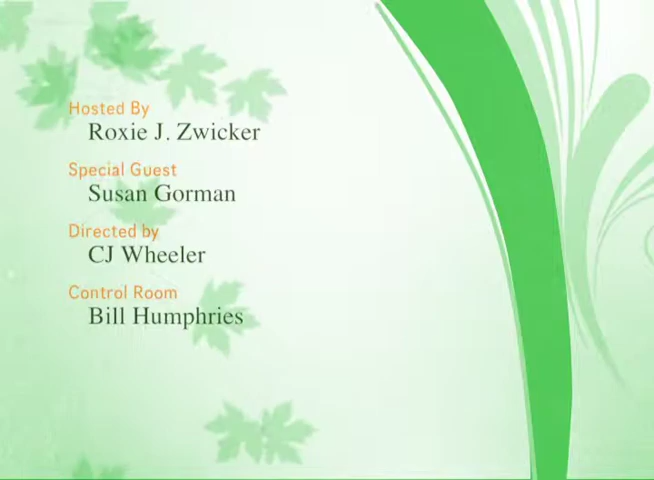 Hosted By
Roxie J. Zwicker
Special Guest
Susan Gorman
Directed by
CJ Wheeler
Control Room
Bill Humphries